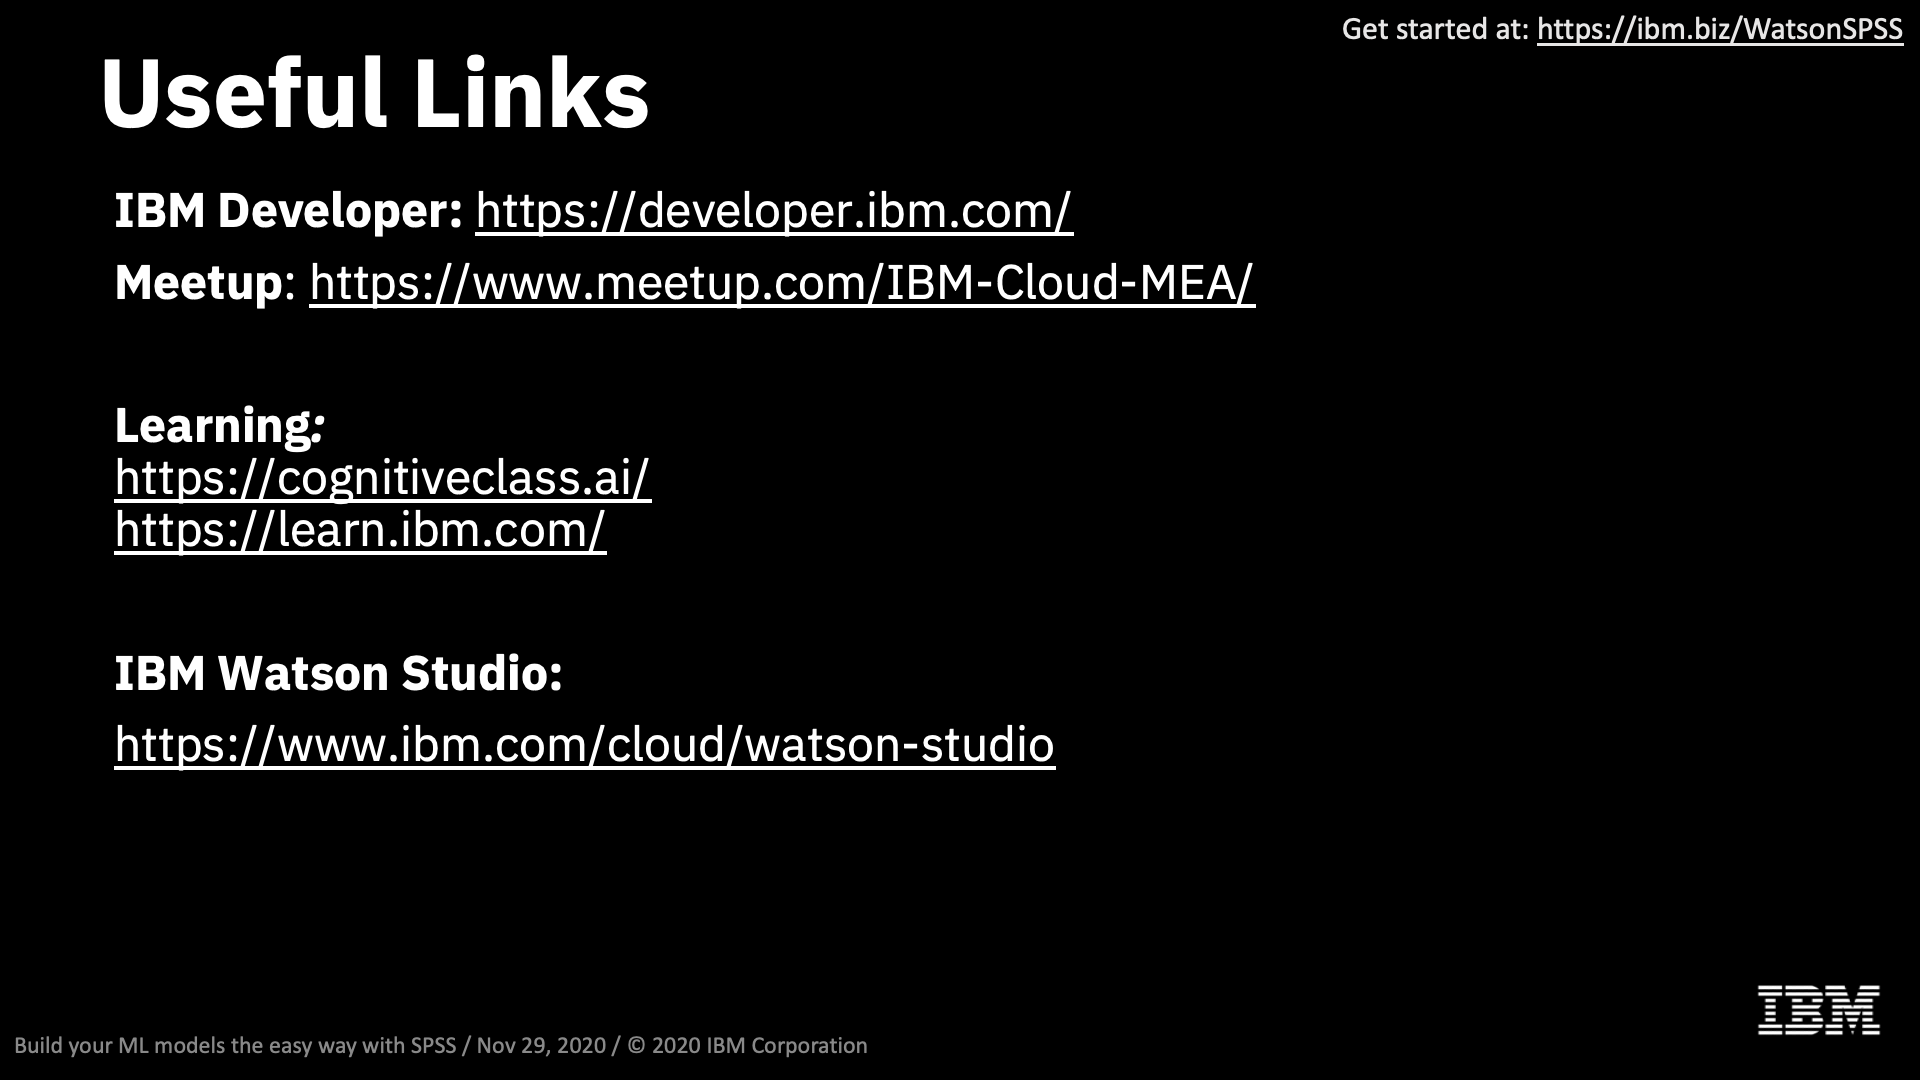 Get started at: https://ibm.biz/WatsonSPSS
Useful Links
IBM Developer: https://developer.ibm.com/
Meetup: https://www.meetup.com/IBM-Cloud-MEA/
Learning:
https://cognitiveclass.ai/
https://learn.ibm.com/
IBM Watson Studio:
https://www.ibm.com/cloud/watson-studio
IBM
Build your ML models the easy way with SPSS / Nov 29, 2020 / © 2020 IBM Corporation